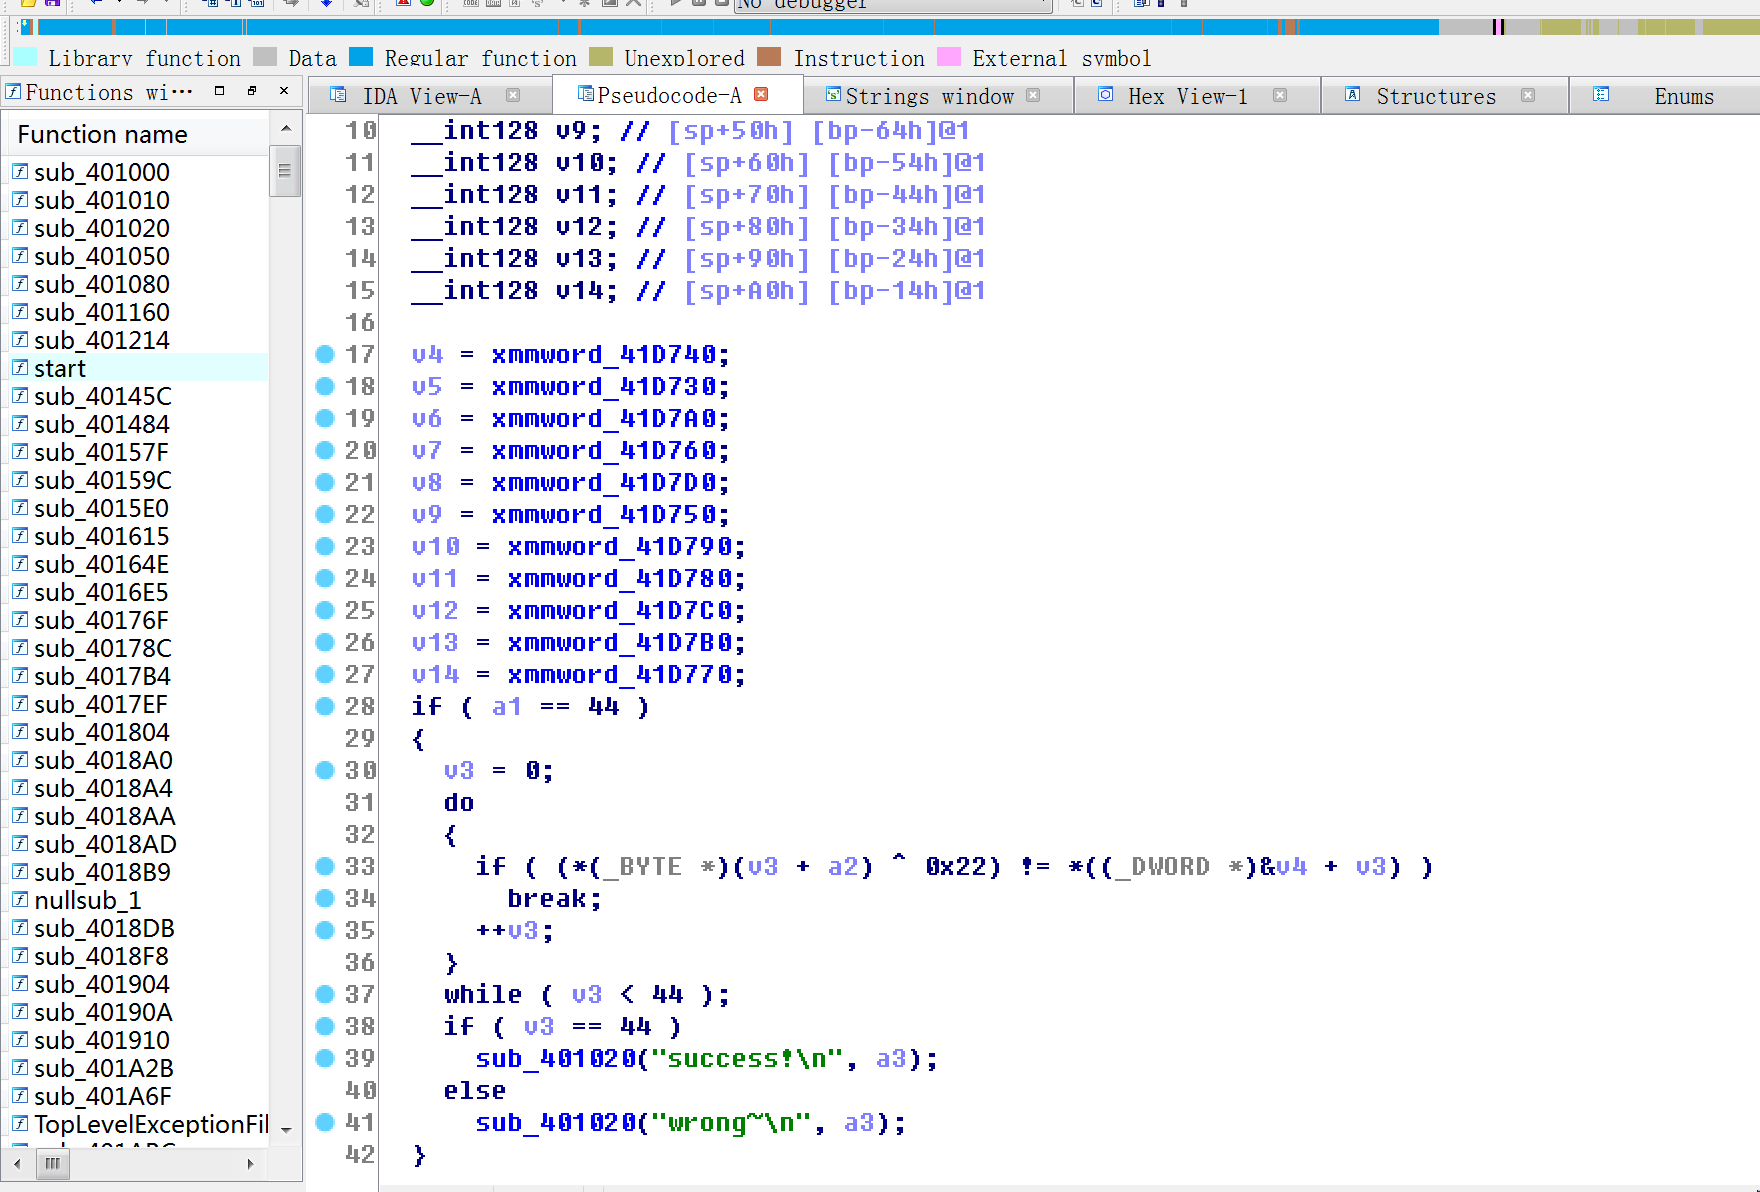 No debugger
Library function Data Regular function Unexplored Instruction External symbol
Functions wi···
IDA View-A
Pseudocode-A
Strings window
Hex View-1
Structures
Enums
Function name
sub_401000
sub_401010
sub_401020
sub_401050
sub_401080
sub_401160
sub_401214
start
sub_40145C
sub_401484
sub_40157F
sub_40159C
sub_4015E0
sub_401615
sub_40164E
sub_4016E5
sub_40176F
sub_40178C
sub_4017B4
sub_4017EF
sub_401804
sub_4018A0
sub_4018A4
sub_4018AA
sub_4018AD
sub_4018B9
nullsub_1
sub_4018DB
sub_4018F8
sub_401904
sub_40190A
sub_401910
sub_401A2B
sub_401A6F
TopLevelExceptionFil
10 __int128 v9; // [sp+50h] [bp-64h]@1
11 __int128 v10; // [sp+60h] [bp-54h]@1
12 __int128 v11; // [sp+70h] [bp-44h]@1
13 __int128 v12; // [sp+80h] [bp-34h]@1
14 __int128 v13; // [sp+90h] [bp-24h]@1
15 __int128 v14; // [sp+A0h] [bp-14h]@1
16
17 v4 = xmmword_41D740;
18 v5 = xmmword_41D730;
19 v6 = xmmword_41D7A0;
20 v7 = xmmword_41D760;
21 v8 = xmmword_41D7D0;
22 v9 = xmmword_41D750;
23 v10 = xmmword_41D790;
24 v11 = xmmword_41D780;
25 v12 = xmmword_41D7C0;
26 v13 = xmmword_41D7B0;
27 v14 = xmmword_41D770;
28 if ( a1 == 44 )
29 {
30 v3 = 0;
31 do
32 {
33 if ( (*(_BYTE *)(v3 + a2) ^ 0x22) != *((_DWORD *)&v4 + v3) )
34 break;
35 ++v3;
36 }
37 while ( v3 < 44 );
38 if ( v3 == 44 )
39 sub_401020("success!\n", a3);
40 else
41 sub_401020("wrong~\n", a3);
42 }